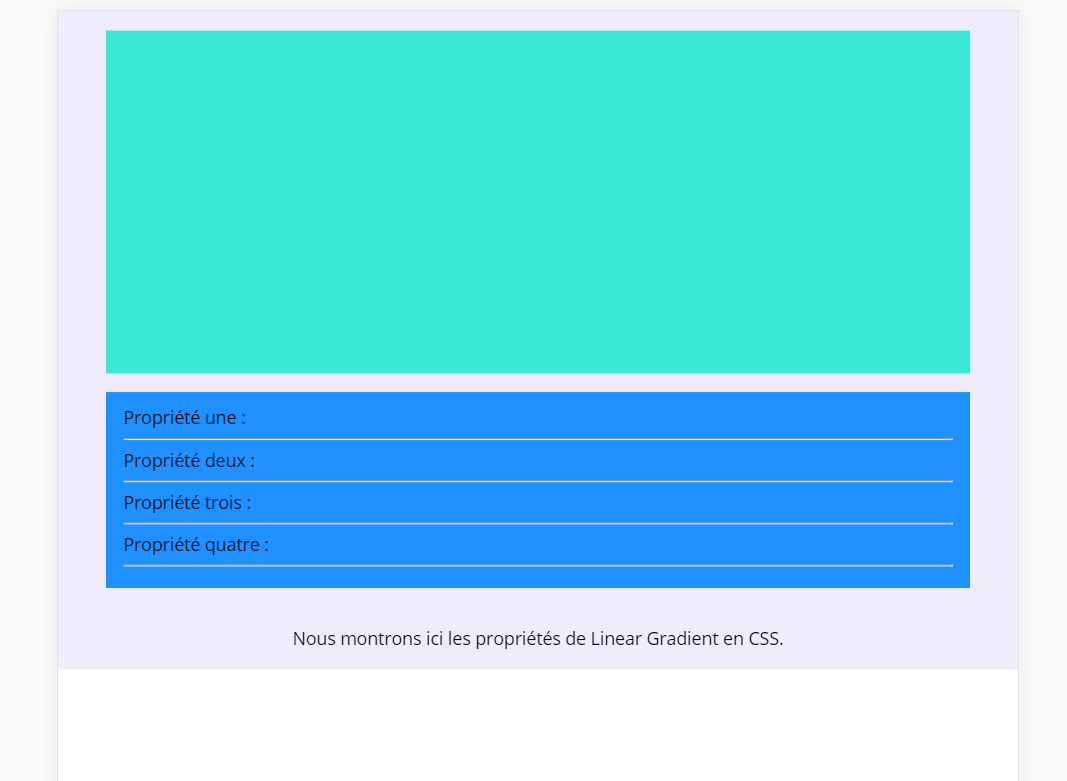 Propriété une :
Propriété deux :
Propriété trois :
Propriété quatre :
Nous montrons ici les propriétés de Linear Gradient en CSS.